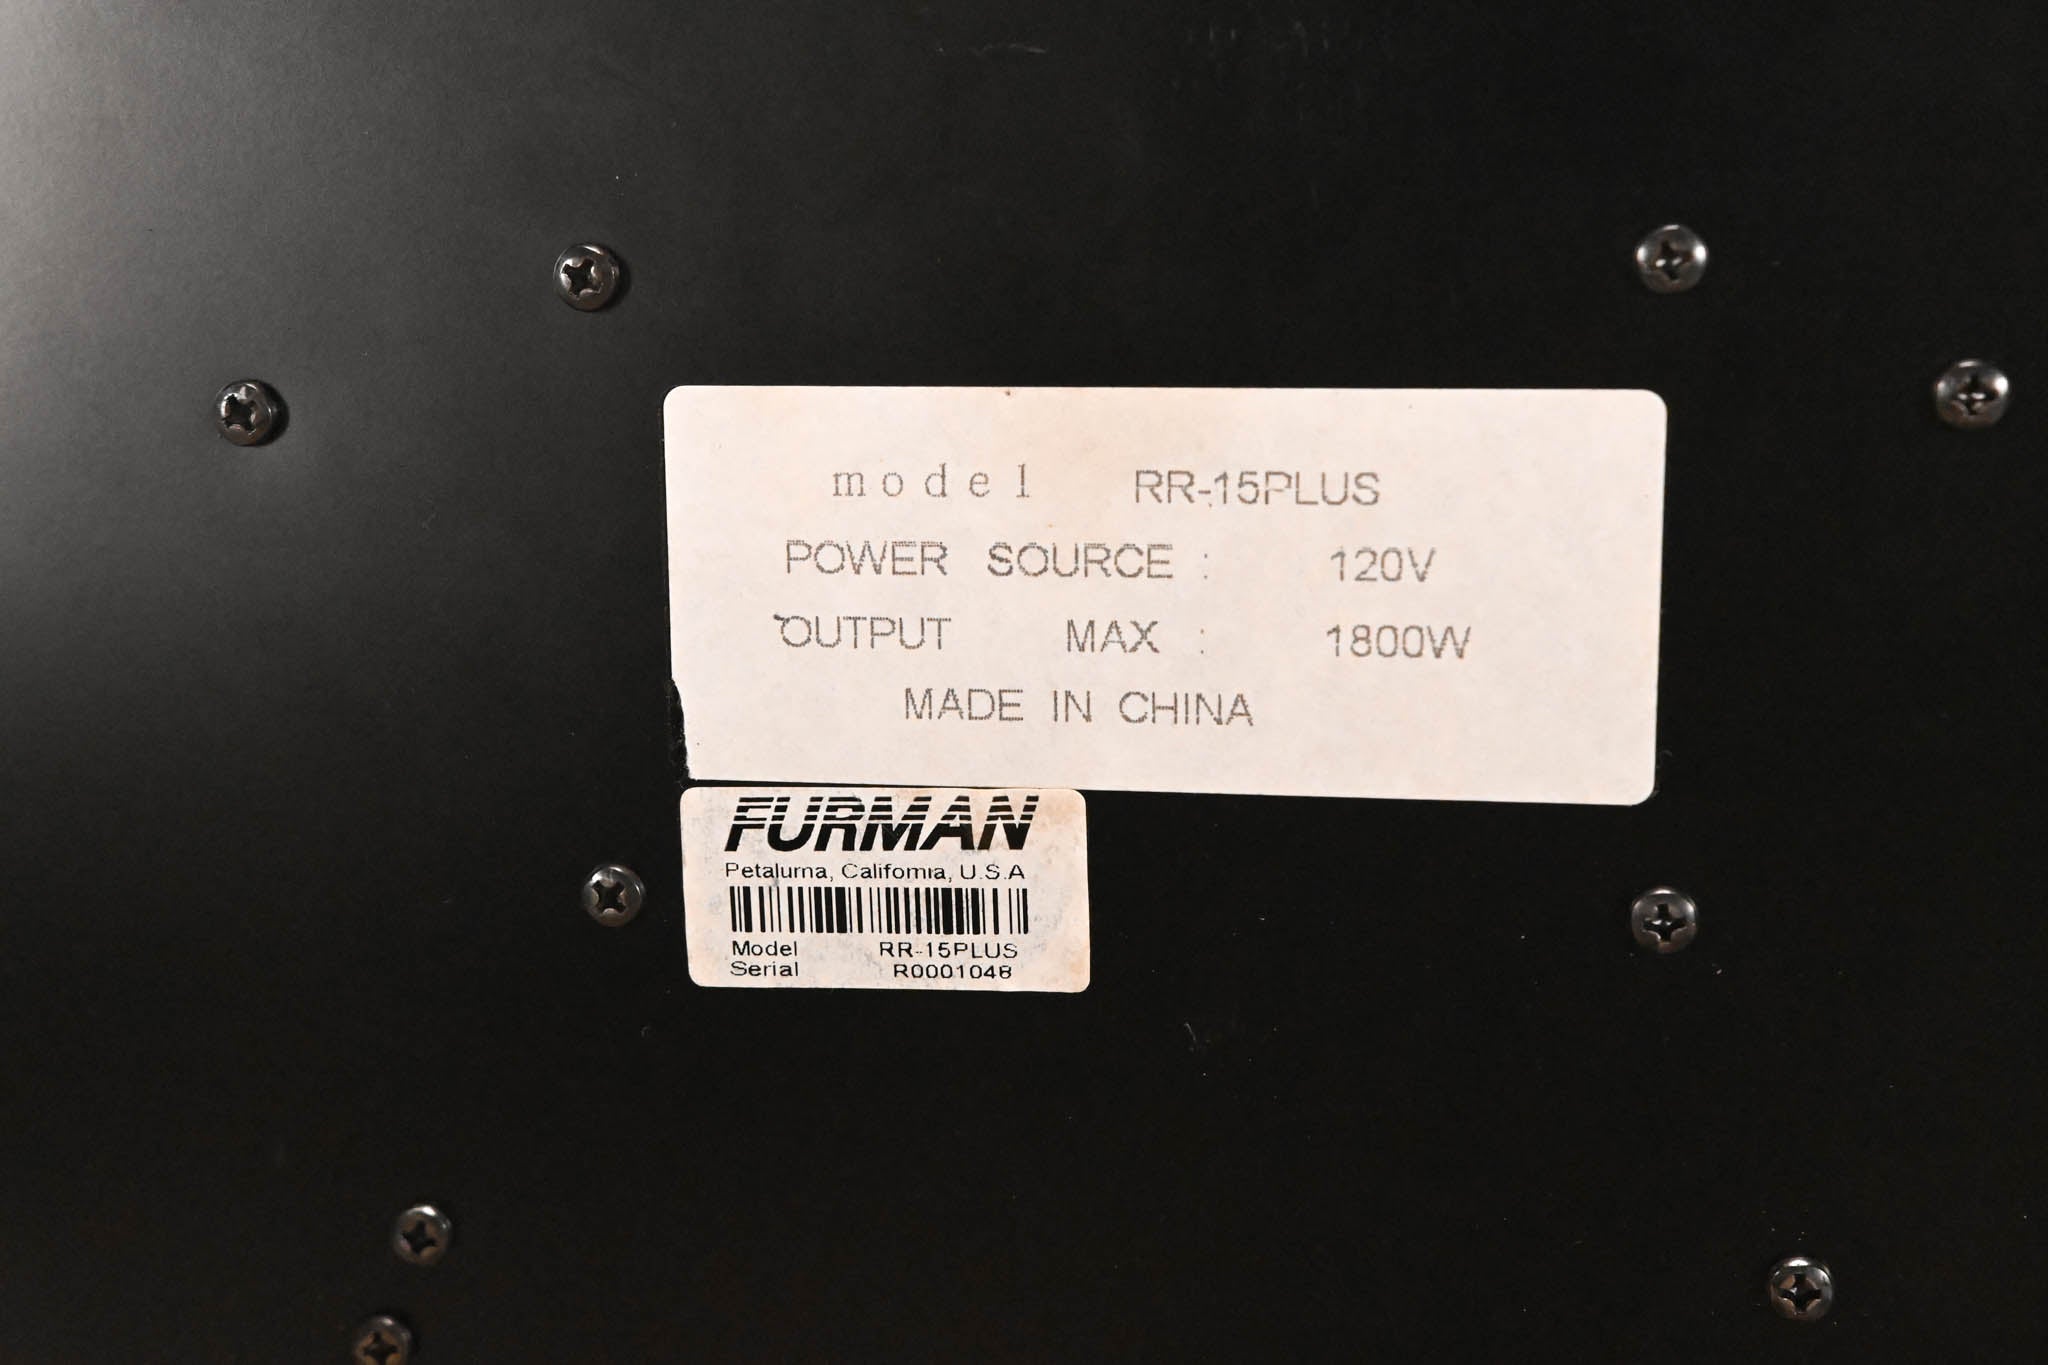 model RR-15PLUS
POWER SOURCE : 120V
OUTPUT MAX : 1800W
MADE IN CHINA
FURMAN
Petaluma, California, U.S.A
Model RR-15PLUS
Serial R0001048